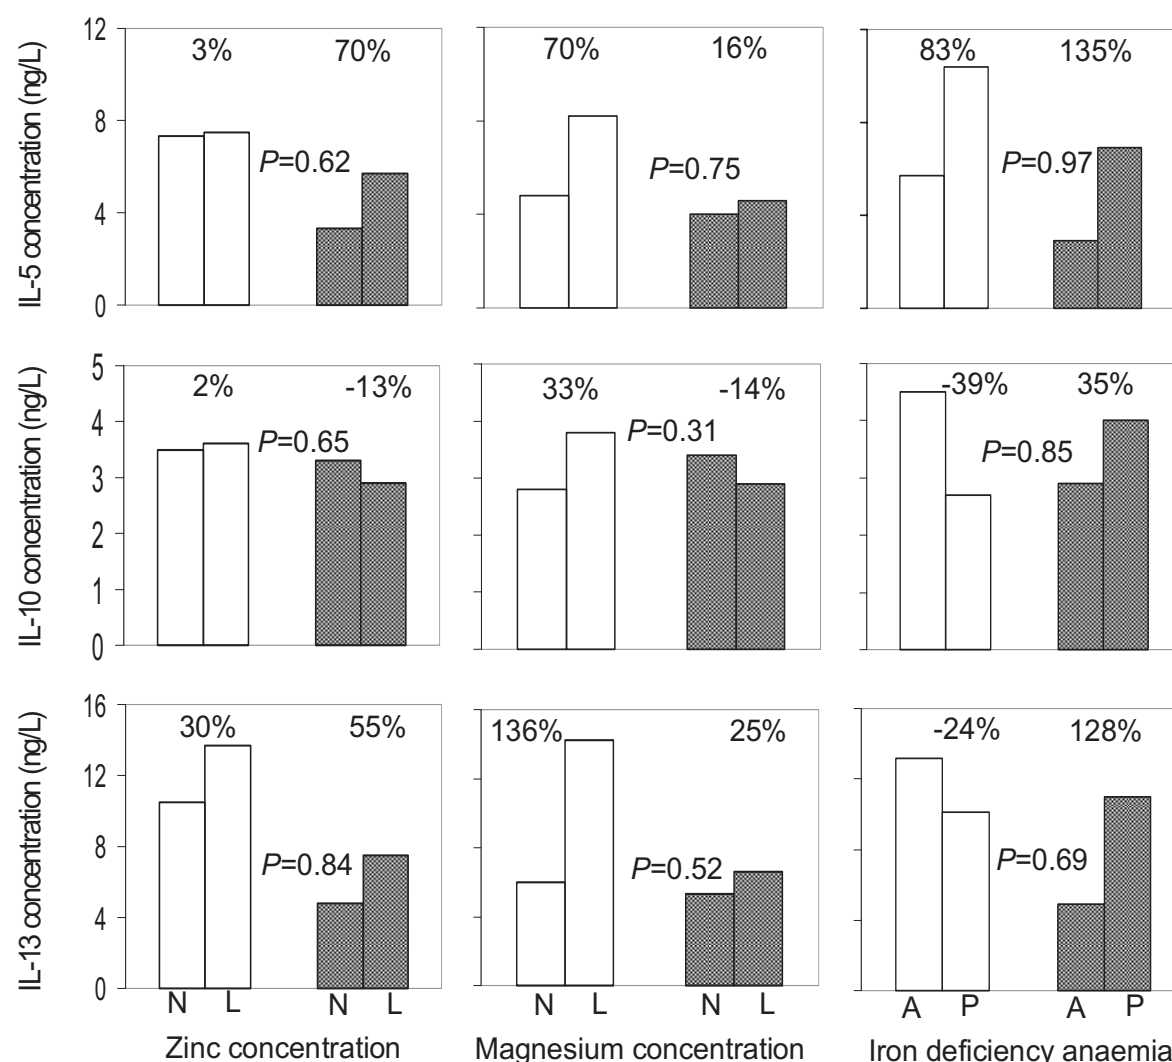 IL-5 concentration (ng/L)
12
8
4
0
3%
70%
P=0.62
70%
16%
P=0.75
83%
135%
P=0.97
IL-10 concentration (ng/L)
5
4
3
2
1
0
2%
-13%
P=0.65
33%
-14%
P=0.31
-39%
35%
P=0.85
IL-13 concentration (ng/L)
16
12
8
4
0
30%
55%
P=0.84
136%
25%
P=0.52
-24%
128%
P=0.69
N L N L
N L N L
A P A P
Zinc concentration
Magnesium concentration
Iron deficiency anaemia